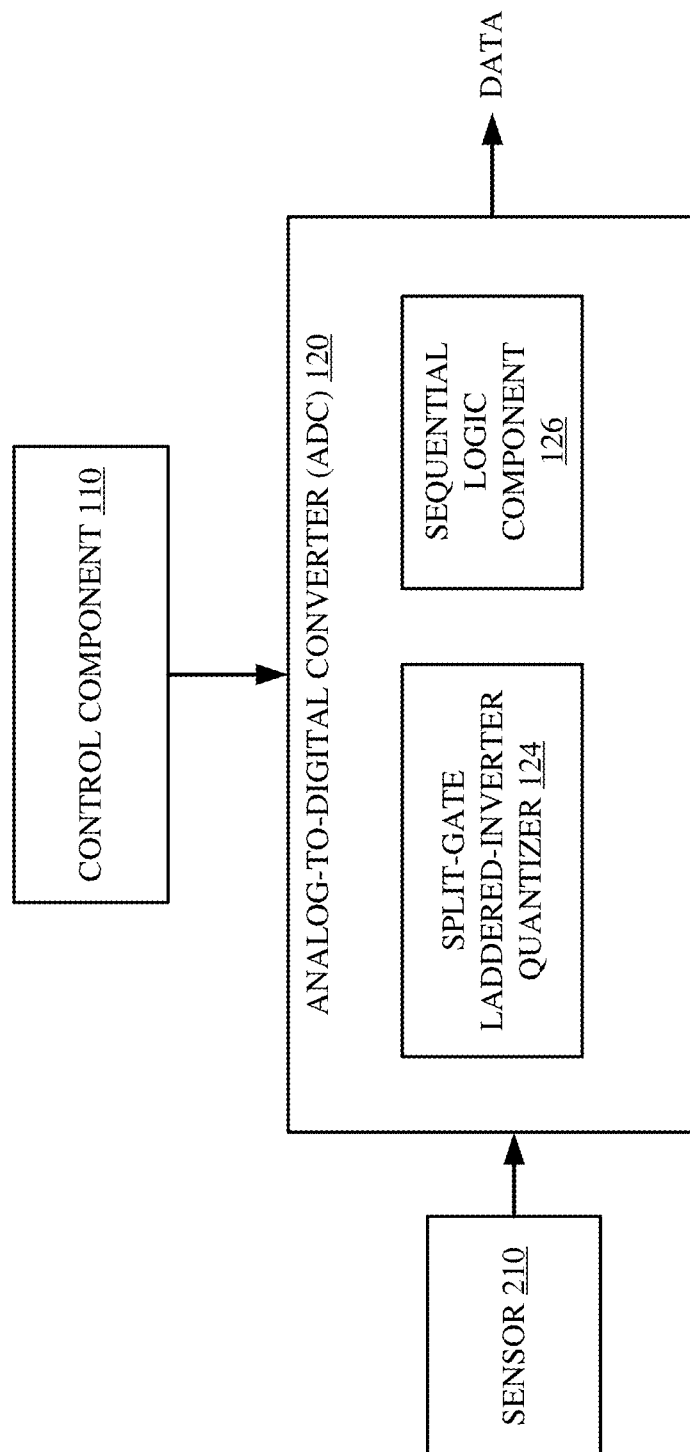 CONTROL COMPONENT 110
ANALOG-TO-DIGITAL CONVERTER (ADC) 120
SENSOR 210
SPLIT-GATE
LADDERED-INVERTER
QUANTIZER 124
SEQUENTIAL
LOGIC
COMPONENT
126
DATA